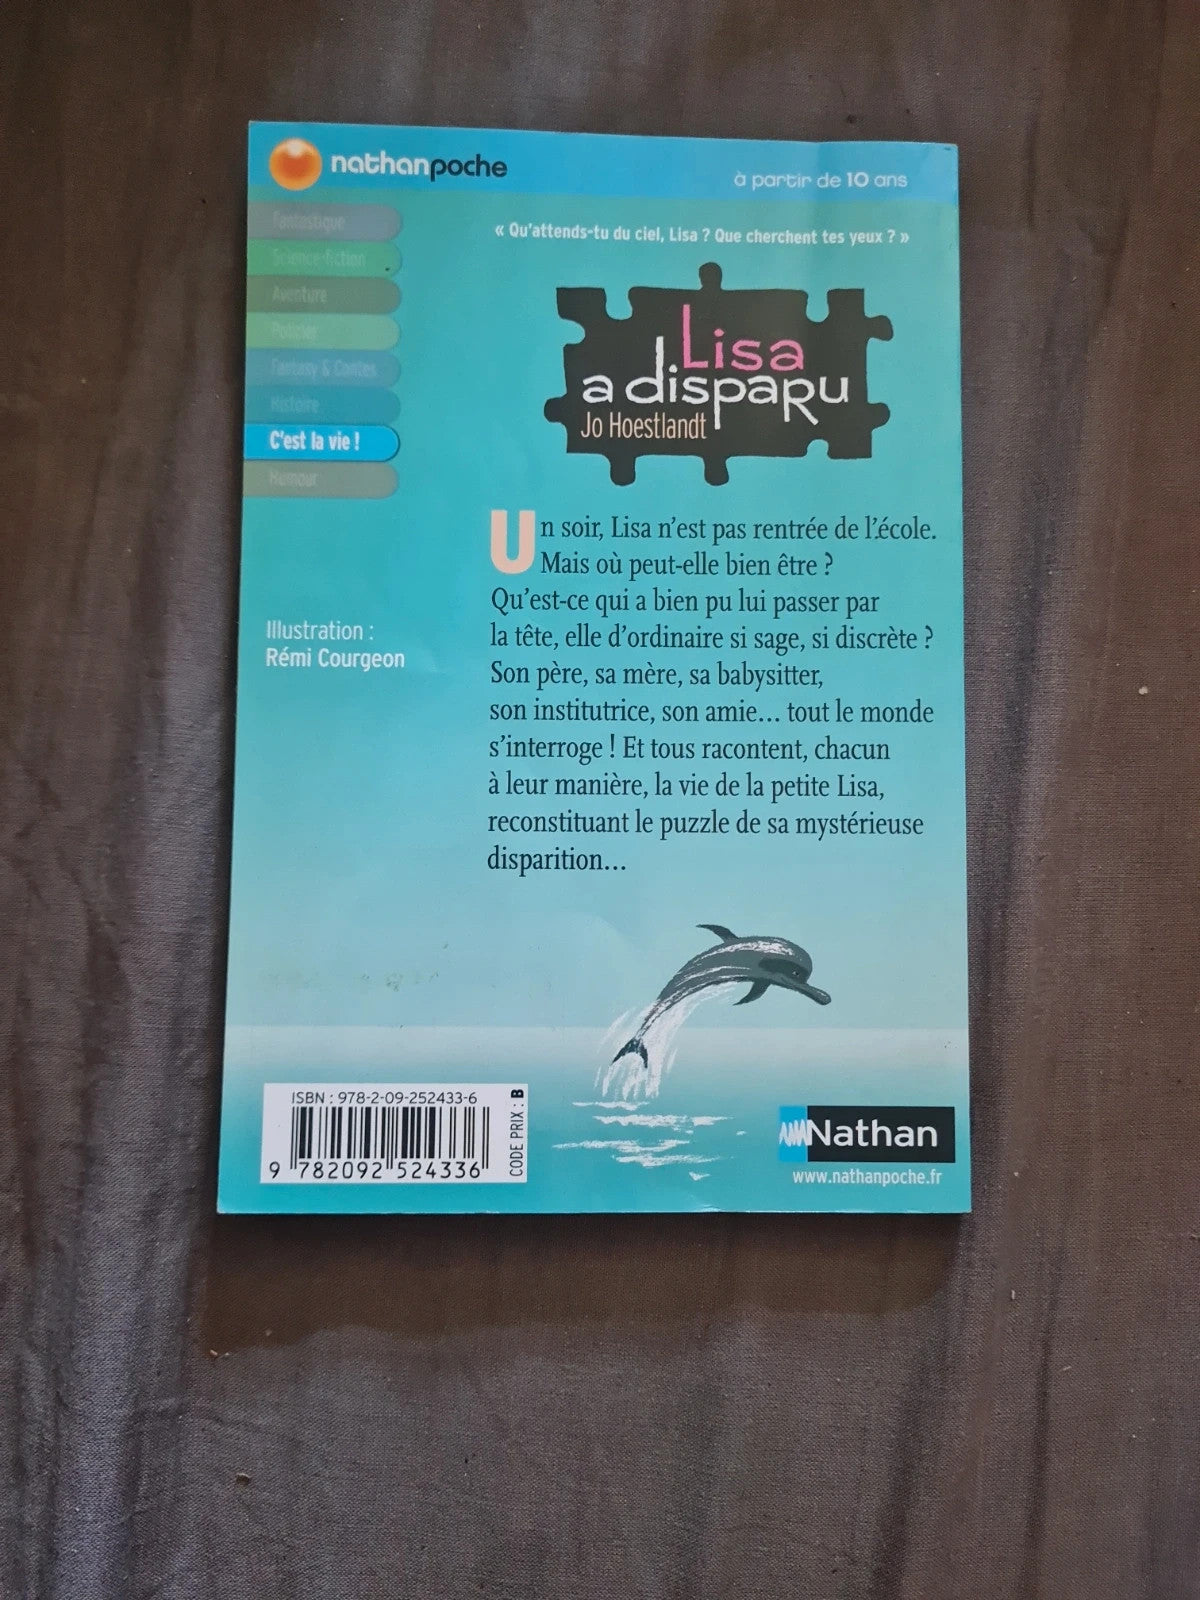 nathanpoche
à partir de 10 ans
Fantastique
Science-fiction
Aventure
Policier
Fantasy & Contes
Histoire
C'est la vie !
Humour
« Qu'attends-tu du ciel, Lisa ? Que cherchent tes yeux ? »
Lisa
a disparu
Jo Hoestlandt
Un soir, Lisa n'est pas rentrée de l'école.
Mais où peut-elle bien être ?
Qu'est-ce qui a bien pu lui passer par
la tête, elle d'ordinaire si sage, si discrète ?
Son père, sa mère, sa babysitter,
son institutrice, son amie... tout le monde
s'interroge ! Et tous racontent, chacun
à leur manière, la vie de la petite Lisa,
reconstituant le puzzle de sa mystérieuse
disparition...
Illustration :
Rémi Courgeon
ISBN : 978-2-09-252433-6
9 782092 524336
CODE PRIX : B
Nathan
www.nathanpoche.fr